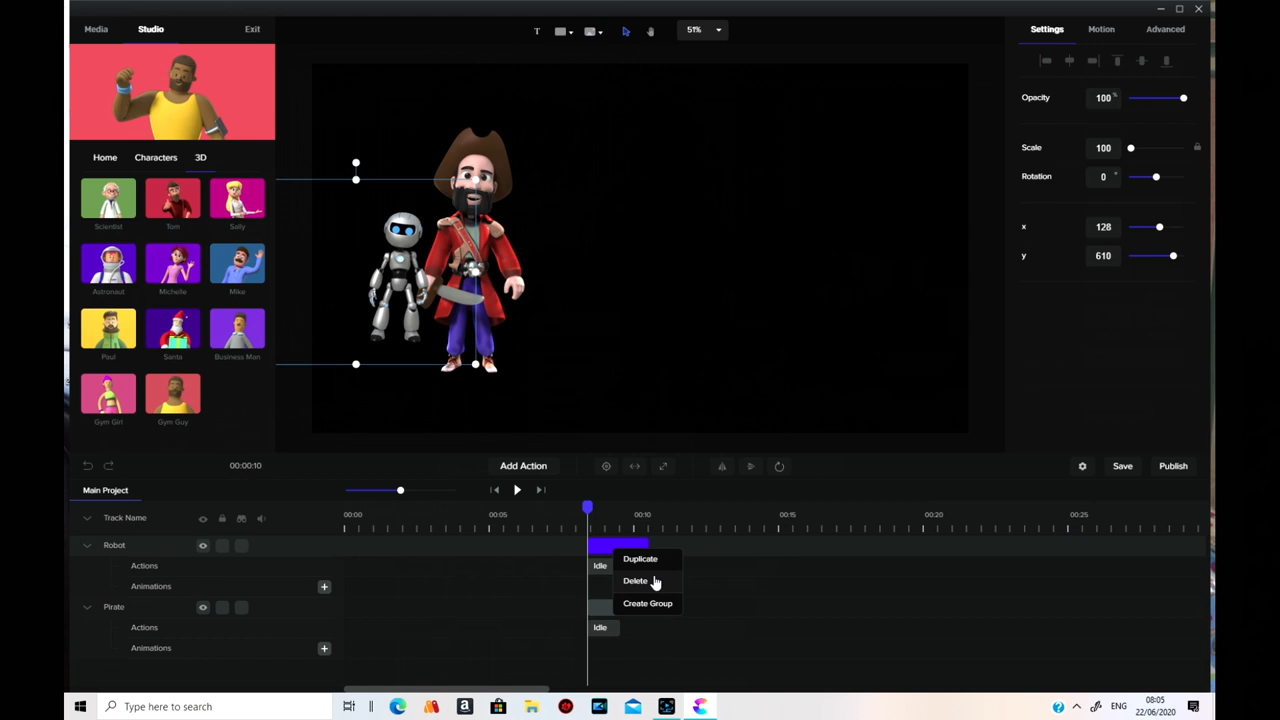 Media Studio Exit
T 51%
Settings Motion Advanced
Opacity 100 %
Scale 100
Rotation 0 °
x 128
y 610
Home Characters 3D
Scientist Tom Sally
Astronaut Michelle Mike
Paul Santa Business Man
Gym Girl Gym Guy
00:00:10 Add Action Save Publish
Main Project
Track Name 00:00 00:05 00:10 00:15 00:20 00:25
Robot
Duplicate
Actions Idle
Delete
Animations +
Create Group
Pirate
Actions Idle
Animations +
Type here to search
ENG 08:05
22/06/2020